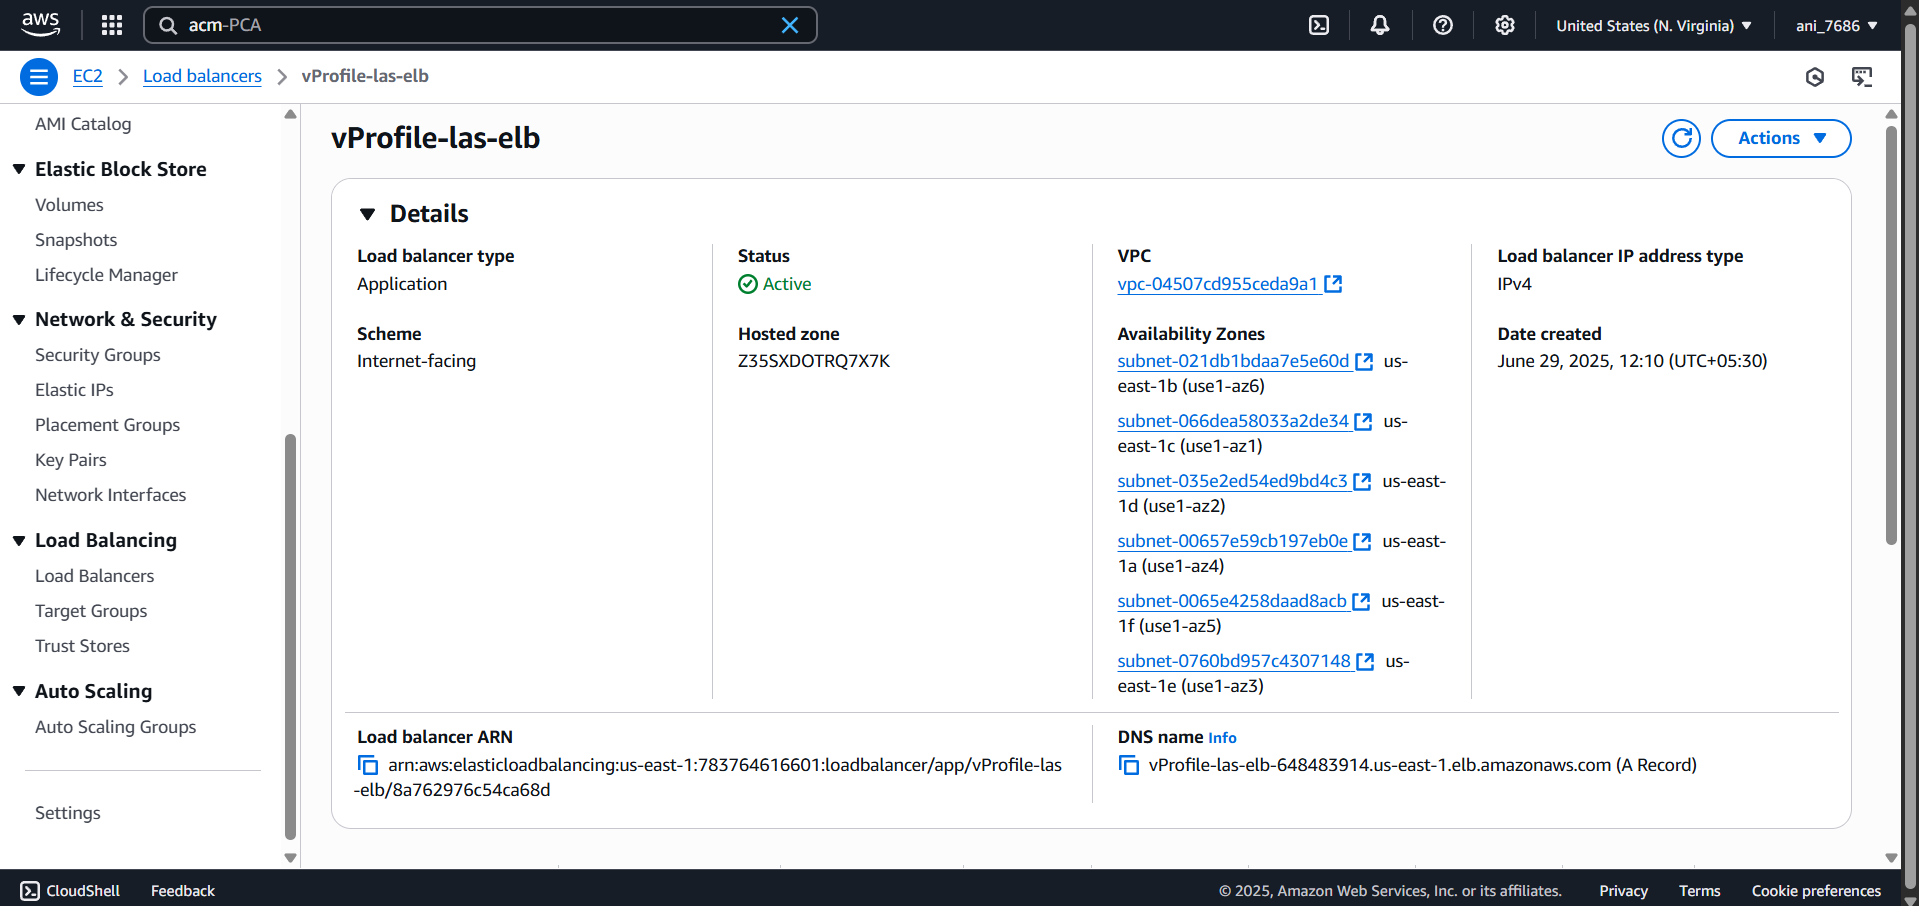 aws
acm-PCA
United States (N. Virginia)
ani_7686
EC2
Load balancers
vProfile-las-elb
AMI Catalog
Elastic Block Store
Volumes
Snapshots
Lifecycle Manager
Network & Security
Security Groups
Elastic IPs
Placement Groups
Key Pairs
Network Interfaces
Load Balancing
Load Balancers
Target Groups
Trust Stores
Auto Scaling
Auto Scaling Groups
Settings
vProfile-las-elb
Actions
Details
Load balancer type
Application
Scheme
Internet-facing
Status
Active
Hosted zone
Z35SXDOTRQ7X7K
VPC
vpc-04507cd955ceda9a1
Availability Zones
subnet-021db1bdaa7e5e60d us-
east-1b (use1-az6)
subnet-066dea58033a2de34 us-
east-1c (use1-az1)
subnet-035e2ed54ed9bd4c3 us-east-
1d (use1-az2)
subnet-00657e59cb197eb0e us-east-
1a (use1-az4)
subnet-0065e4258daad8acb us-east-
1f (use1-az5)
subnet-0760bd957c4307148 us-
east-1e (use1-az3)
Load balancer IP address type
IPv4
Date created
June 29, 2025, 12:10 (UTC+05:30)
Load balancer ARN
arn:aws:elasticloadbalancing:us-east-1:783764616601:loadbalancer/app/vProfile-las
-elb/8a762976c54ca68d
DNS name Info
vProfile-las-elb-648483914.us-east-1.elb.amazonaws.com (A Record)
CloudShell
Feedback
© 2025, Amazon Web Services, Inc. or its affiliates.
Privacy
Terms
Cookie preferences